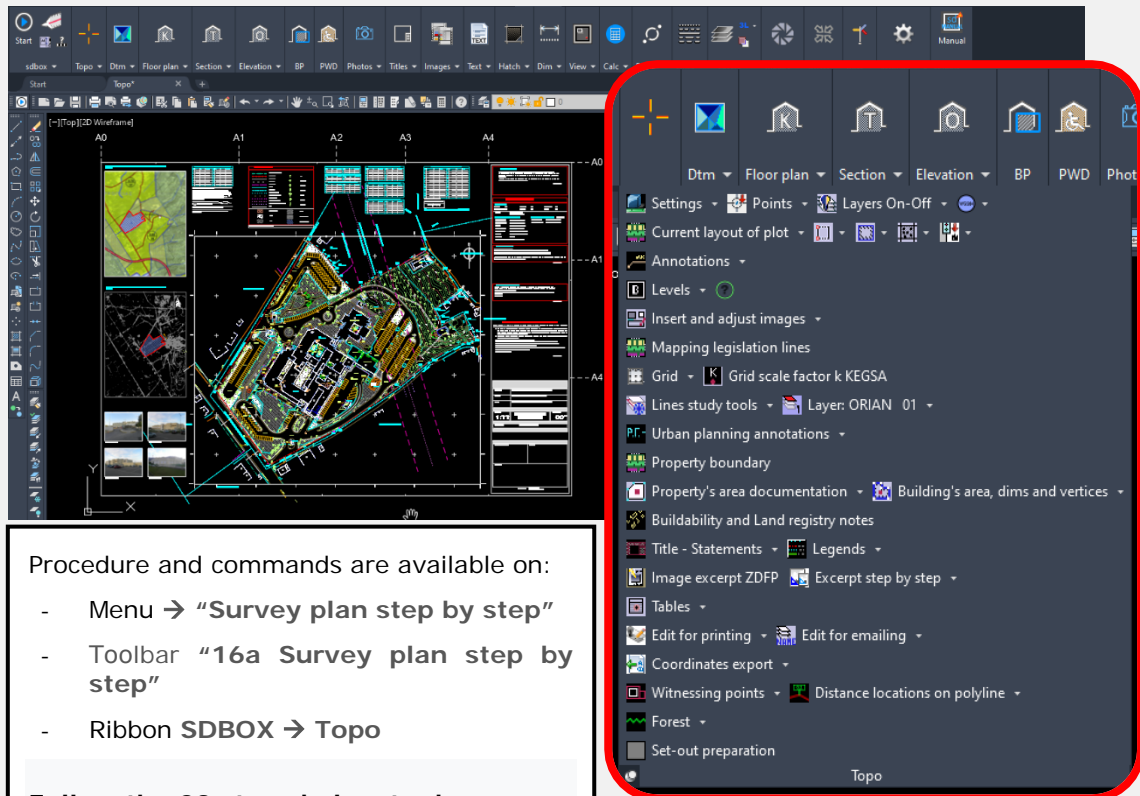 Start
Manual
sdbox Topo Dtm Floor plan Section Elevation BP PWD Photos Titles Images Text Hatch Dim View Calc
Start Topo*
[−][Top][2D Wireframe]
A0 A1 A2 A3 A4
A0
A1
A4
Y
X
Dtm Floor plan Section Elevation BP PWD Phot
Settings Points Layers On-Off
Current layout of plot
Annotations
Levels
Insert and adjust images
Mapping legislation lines
Grid Grid scale factor k KEGSA
Lines study tools Layer: ORIAN 01
Urban planning annotations
Property boundary
Property's area documentation Building's area, dims and vertices
Buildability and Land registry notes
Title - Statements Legends
Image excerpt ZDFP Excerpt step by step
Tables
Edit for printing Edit for emailing
Coordinates export
Witnessing points Distance locations on polyline
Forest
Set-out preparation
Topo
Procedure and commands are available on:
- Menu → “Survey plan step by step”
- Toolbar “16a Survey plan step by
step”
- Ribbon SDBOX → Topo